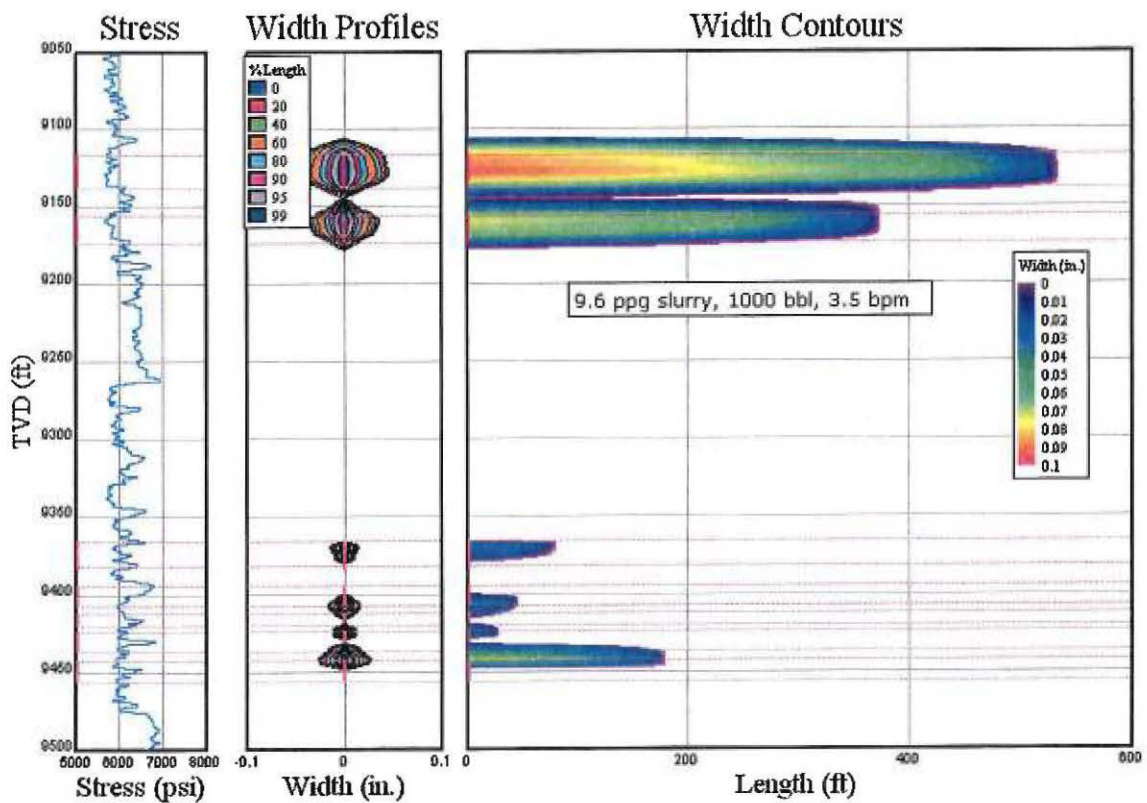 Stress
Width Profiles
Width Contours
%Length
0
20
40
60
80
90
95
99
9050
9100
9150
9200
9250
9300
9350
9400
9450
9500
TVD (ft)
9.6 ppg slurry, 1000 bbl, 3.5 bpm
Width (in.)
0
0.01
0.02
0.03
0.04
0.05
0.06
0.07
0.08
0.09
0.1
5000 6000 7000 8000
-0.1 0 0.1
0 200 400 600
Stress (psi)
Width (in.)
Length (ft)